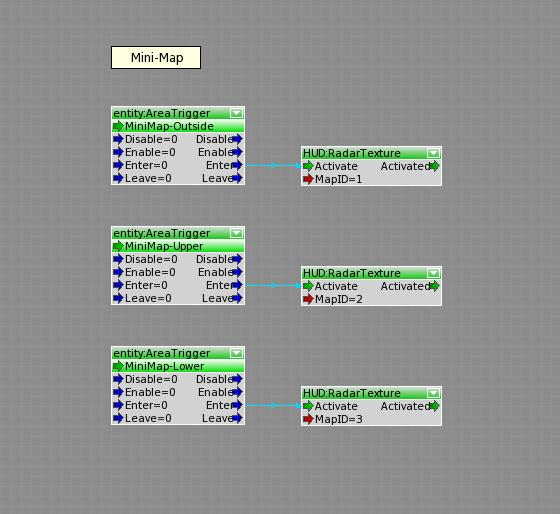 Mini-Map
entity:AreaTrigger
MiniMap-Outside
Disable=0 Disable
Enable=0 Enable
Enter=0 Enter
Leave=0 Leave
HUD:RadarTexture
Activate Activated
MapID=1
entity:AreaTrigger
MiniMap-Upper
Disable=0 Disable
Enable=0 Enable
Enter=0 Enter
Leave=0 Leave
HUD:RadarTexture
Activate Activated
MapID=2
entity:AreaTrigger
MiniMap-Lower
Disable=0 Disable
Enable=0 Enable
Enter=0 Enter
Leave=0 Leave
HUD:RadarTexture
Activate Activated
MapID=3